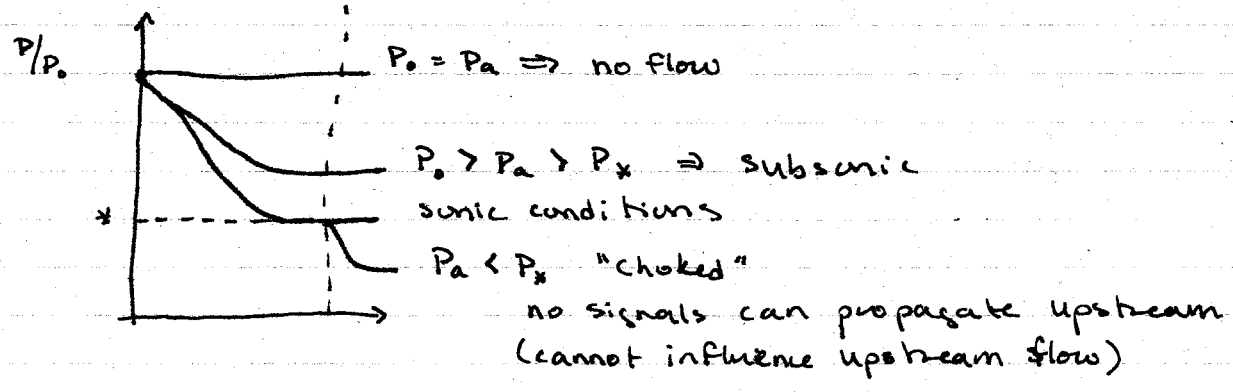 P/P₀
P₀ = Pa ⇒ no flow
P₀ > Pa > P* ⇒ subsonic
* sonic conditions
Pa < P* "choked"
no signals can propagate upstream
(cannot influence upstream flow)